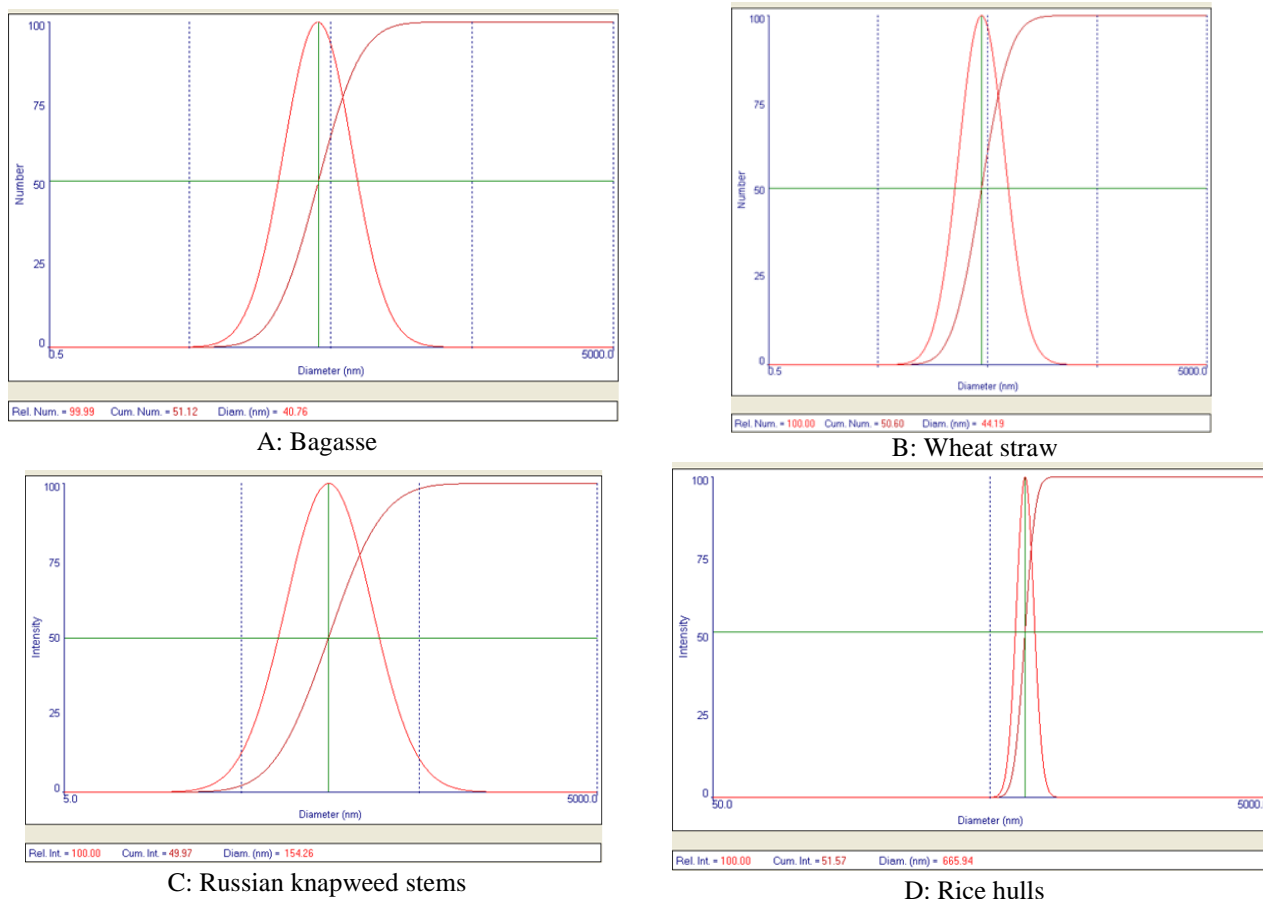 100
75
Number
50
25
0
0.5
5000.0
Diameter (nm)
Rel. Num. = 99.99 Cum. Num. = 51.12 Diam. (nm) = 40.76
A: Bagasse
100
75
Number
50
25
0
0.5
5000.0
Diameter (nm)
Rel. Num. = 100.00 Cum. Num. = 50.60 Diam. (nm) = 44.19
B: Wheat straw
100
75
Intensity
50
25
0
5.0
5000.0
Diameter (nm)
Rel. Int. = 100.00 Cum. Int. = 49.97 Diam. (nm) = 154.26
C: Russian knapweed stems
100
75
Intensity
50
25
0
50.0
5000.
Diameter (nm)
Rel. Int. = 100.00 Cum. Int. = 51.57 Diam. (nm) = 665.94
D: Rice hulls